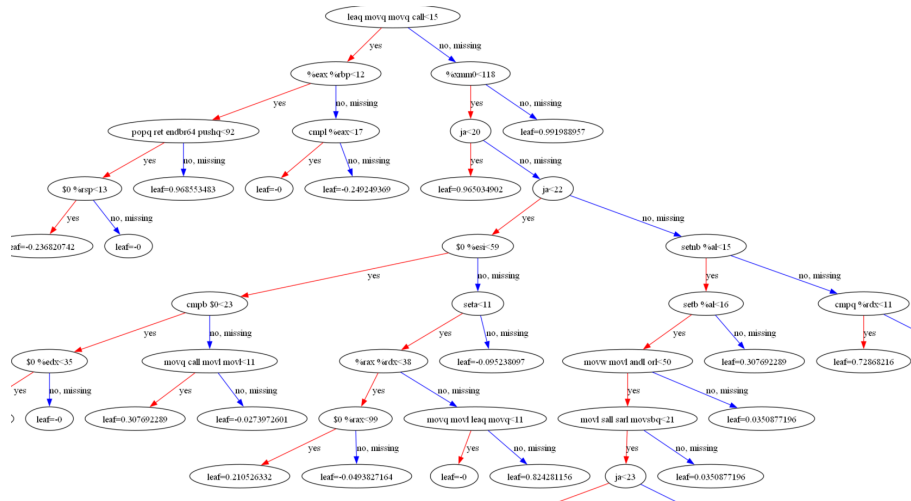 leaq movq movq call<15
yes no, missing
%eax %rbp<12 %xmm0<118
yes no, missing yes no, missing
popq ret endbr64 pushq<92 cmpl %eax<17 ja<20 leaf=0.991988957
yes no, missing yes no, missing yes no, missing
$0 %rsp<13 leaf=0.968553483 leaf=-0 leaf=-0.249249369 leaf=0.965034902 ja<22
yes no, missing yes no, missing
leaf=-0.236820742 leaf=-0 $0 %esi<59 setnb %al<15
yes no, missing yes no, missing
cmpb $0<23 seta<11 setb %al<16 cmpq %rdx<11
yes no, missing yes no, missing yes no, missing yes no, missing
$0 %edx<35 movq call movl movl<11 %rax %rdx<38 leaf=-0.095238097 movw movl andl orl<50 leaf=0.307692289 leaf=0.72868216
yes no, missing yes no, missing yes no, missing yes no, missing
leaf=-0 leaf=0.307692289 leaf=-0.0273972601 $0 %rax<99 movq movl leaq movq<11 movl sall sarl movsbq<21 leaf=0.0350877196
yes no, missing yes no, missing yes no, missing
leaf=0.210526332 leaf=-0.0493827164 leaf=-0 leaf=0.824281156 ja<23 leaf=0.0350877196